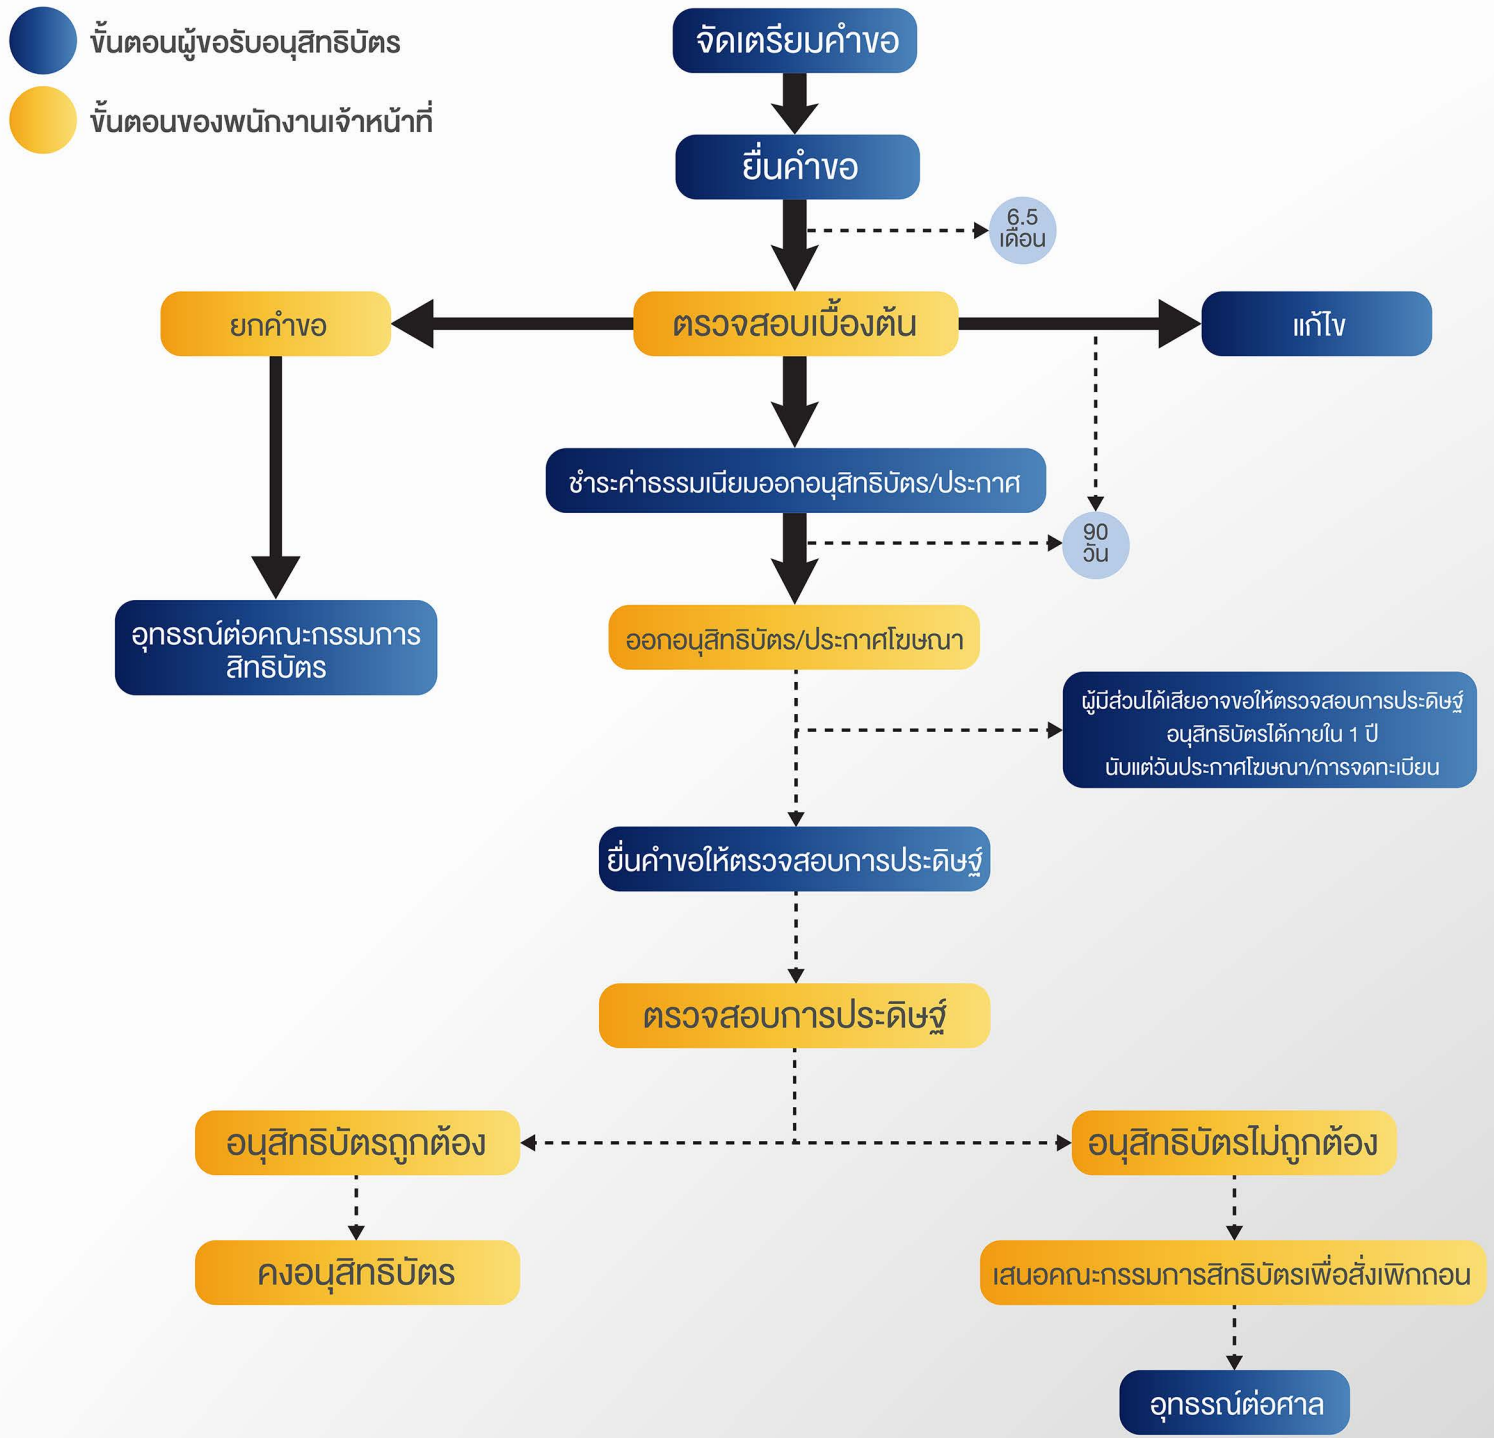 ขั้นตอนผู้ขอรับอนุสิทธิบัตร
ขั้นตอนของพนักงานเจ้าหน้าที่
จัดเตรียมคำขอ
ยื่นคำขอ
6.5
เดือน
ยกคำขอ
ตรวจสอบเบื้องต้น
แก้ไข
ชำระค่าธรรมเนียมออกอนุสิทธิบัตร/ประกาศ
90
วัน
อุทธรณ์ต่อคณะกรรมการ
สิทธิบัตร
ออกอนุสิทธิบัตร/ประกาศโฆษณา
ผู้มีส่วนได้เสียอาจขอให้ตรวจสอบการประดิษฐ์
อนุสิทธิบัตรได้ภายใน 1 ปี
นับแต่วันประกาศโฆษณา/การจดทะเบียน
ยื่นคำขอให้ตรวจสอบการประดิษฐ์
ตรวจสอบการประดิษฐ์
อนุสิทธิบัตรถูกต้อง
อนุสิทธิบัตรไม่ถูกต้อง
คงอนุสิทธิบัตร
เสนอคณะกรรมการสิทธิบัตรเพื่อสั่งเพิกถอน
อุทธรณ์ต่อศาล